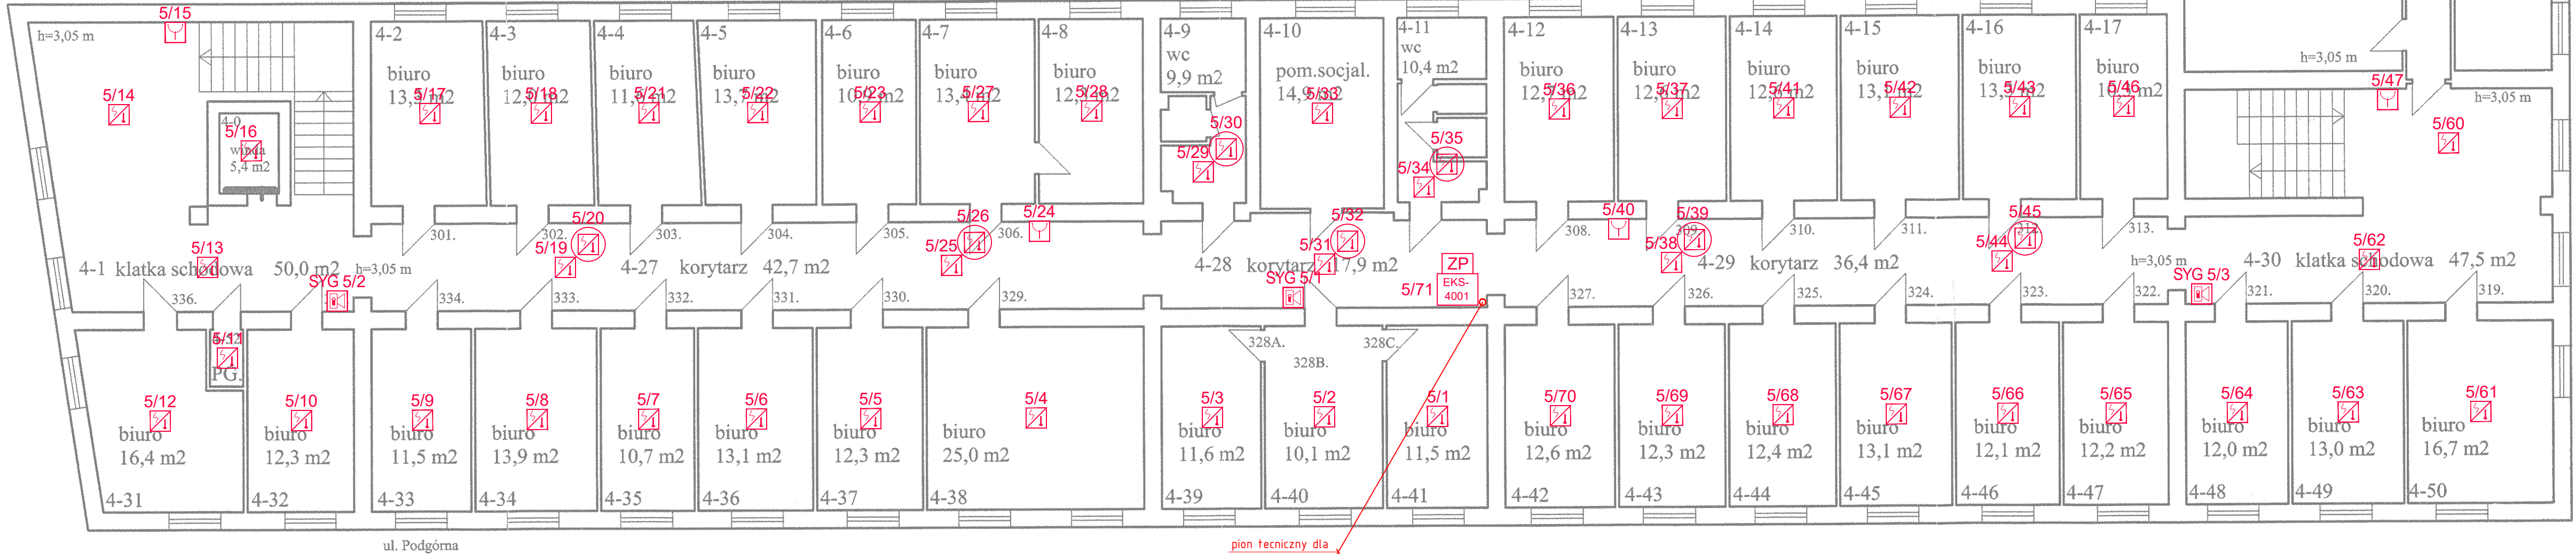 5/15
h=3,05 m
5/14
4-0
5/16
winda
5,4 m2
4-2
biuro
5/17
4-3
biuro
5/18
4-4
biuro
5/21
4-5
biuro
5/22
4-6
biuro
5/23
4-7
biuro
5/27
4-8
biuro
5/28
4-9
wc
9,9 m2
5/30
5/29
4-10
pom.socjal.
5/33
4-11
wc
10,4 m2
5/35
5/34
4-12
biuro
5/36
4-13
biuro
5/37
4-14
biuro
5/41
4-15
biuro
5/42
4-16
biuro
5/43
4-17
biuro
5/46
h=3,05 m
5/47
h=3,05 m
5/60
301.
302.
5/20
303.
304.
305.
5/26
306.
5/24
5/32
308.
5/40
5/39
310.
311.
5/45
313.
5/13
4-1 klatka schodowa 50,0 m2
h=3,05 m
5/19
4-27 korytarz 42,7 m2
5/25
5/31
4-28 korytarz 17,9 m2
ZP
EKS-
4001
5/71
5/38
4-29 korytarz 36,4 m2
5/44
h=3,05 m
5/62
4-30 klatka schodowa 47,5 m2
SYG 5/2
SYG 5/1
SYG 5/3
336.
334.
333.
332.
331.
330.
329.
327.
326.
325.
324.
323.
322.
321.
320.
319.
328A.
328B.
328C.
5/11
PG.
5/12
biuro
16,4 m2
4-31
5/10
biuro
12,3 m2
4-32
5/9
biuro
11,5 m2
4-33
5/8
biuro
13,9 m2
4-34
5/7
biuro
10,7 m2
4-35
5/6
biuro
13,1 m2
4-36
5/5
biuro
12,3 m2
4-37
5/4
biuro
25,0 m2
4-38
5/3
biuro
11,6 m2
4-39
5/2
biuro
10,1 m2
4-40
5/1
biuro
11,5 m2
4-41
5/70
biuro
12,6 m2
4-42
5/69
biuro
12,3 m2
4-43
5/68
biuro
12,4 m2
4-44
5/67
biuro
13,1 m2
4-45
5/66
biuro
12,1 m2
4-46
5/65
biuro
12,2 m2
4-47
5/64
biuro
12,0 m2
4-48
5/63
biuro
13,0 m2
4-49
5/61
biuro
16,7 m2
4-50
ul. Podgórna
pion tecniczny dla